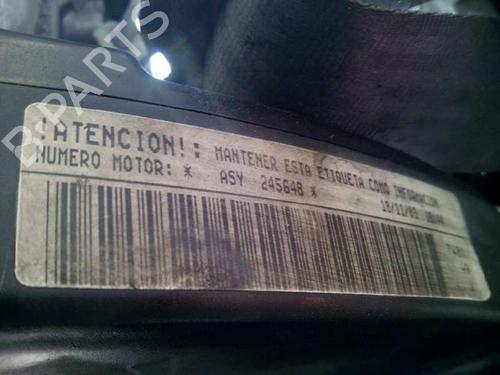 B-PARTS
!ATENCION!: MANTENER ESTA ETIQUETA COMO INFORMACION
NUMERO MOTOR: * ASY 245648 *